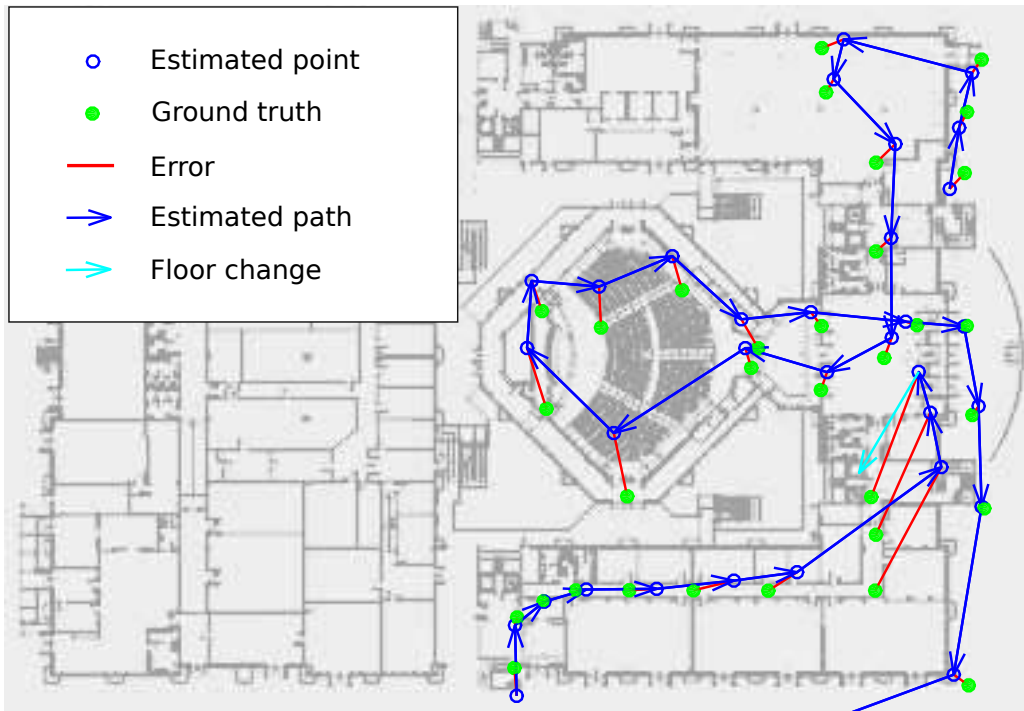 Estimated point
Ground truth
Error
Estimated path
Floor change